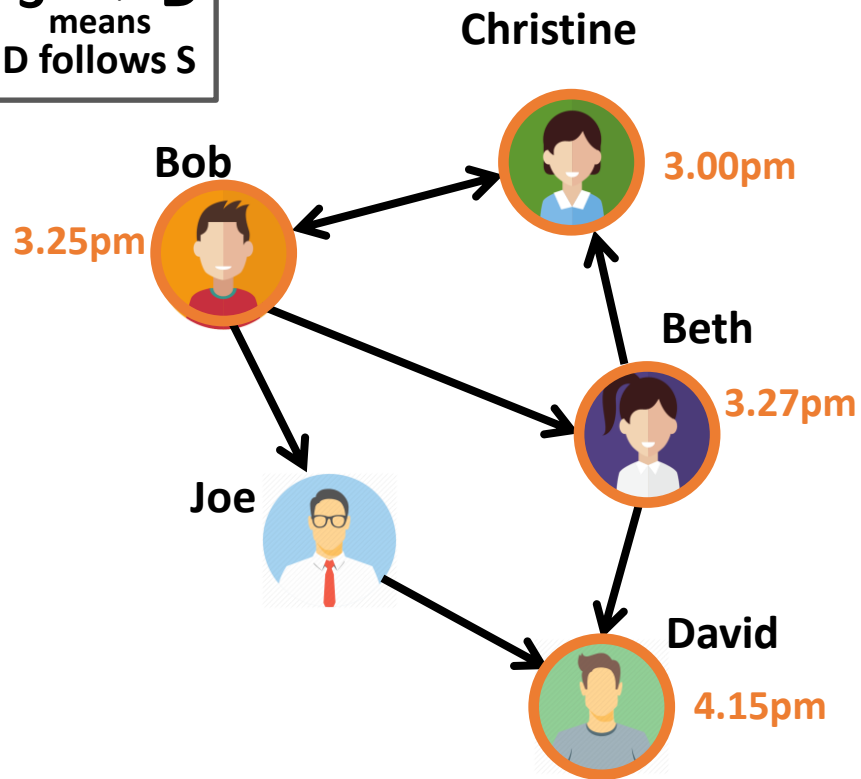 means
D follows S
Christine
3.00pm
Bob
3.25pm
Beth
3.27pm
Joe
David
4.15pm